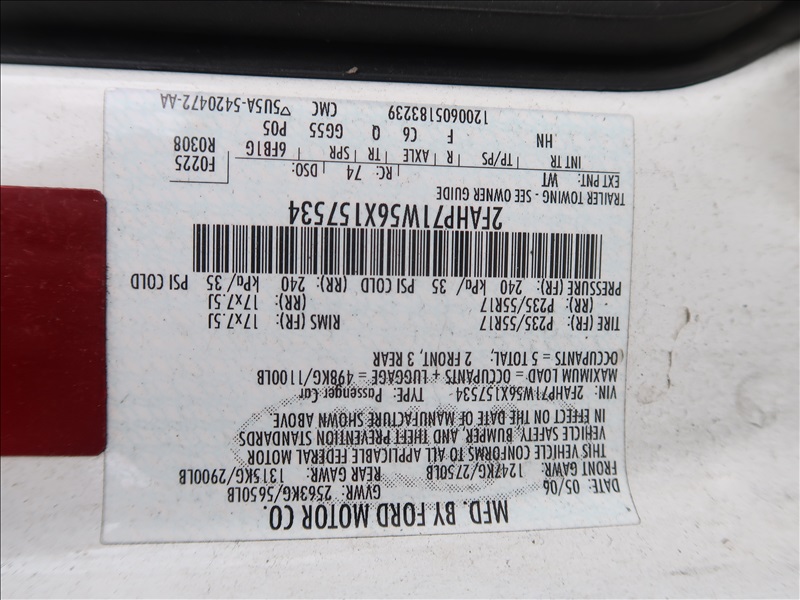 MFD. BY FORD MOTOR CO.
DATE: 05/06 GVWR: 2563KG/5650LB
FRONT GAWR: 1247KG/2750LB REAR GAWR: 1315KG/2900LB
THIS VEHICLE CONFORMS TO ALL APPLICABLE FEDERAL MOTOR
VEHICLE SAFETY, BUMPER, AND THEFT PREVENTION STANDARDS
IN EFFECT ON THE DATE OF MANUFACTURE SHOWN ABOVE.
VIN: 2FAHP71W56X157534 TYPE: Passenger Car
MAXIMUM LOAD = OCCUPANTS + LUGGAGE = 498KG/1100LB
OCCUPANTS = 5 TOTAL; 2 FRONT, 3 REAR
TIRE (FR): P235/55R17 RIMS (FR): 17x7.5J
(RR): P235/55R17 (RR): 17x7.5J
PRESSURE (FR): 240 kPa/ 35 PSI COLD (RR): 240 kPa/ 35 PSI COLD
2FAHP71W56X157534
TRAILER TOWING - SEE OWNER GUIDE
EXT PNT: WT RC: 74 DSO: F0225
INT TR TP/PS R AXLE TR SPR 6FB1G R0308
HN F C6 Q GG55 P05
1200605183239 CMC ▽5U5A-5420472-AA